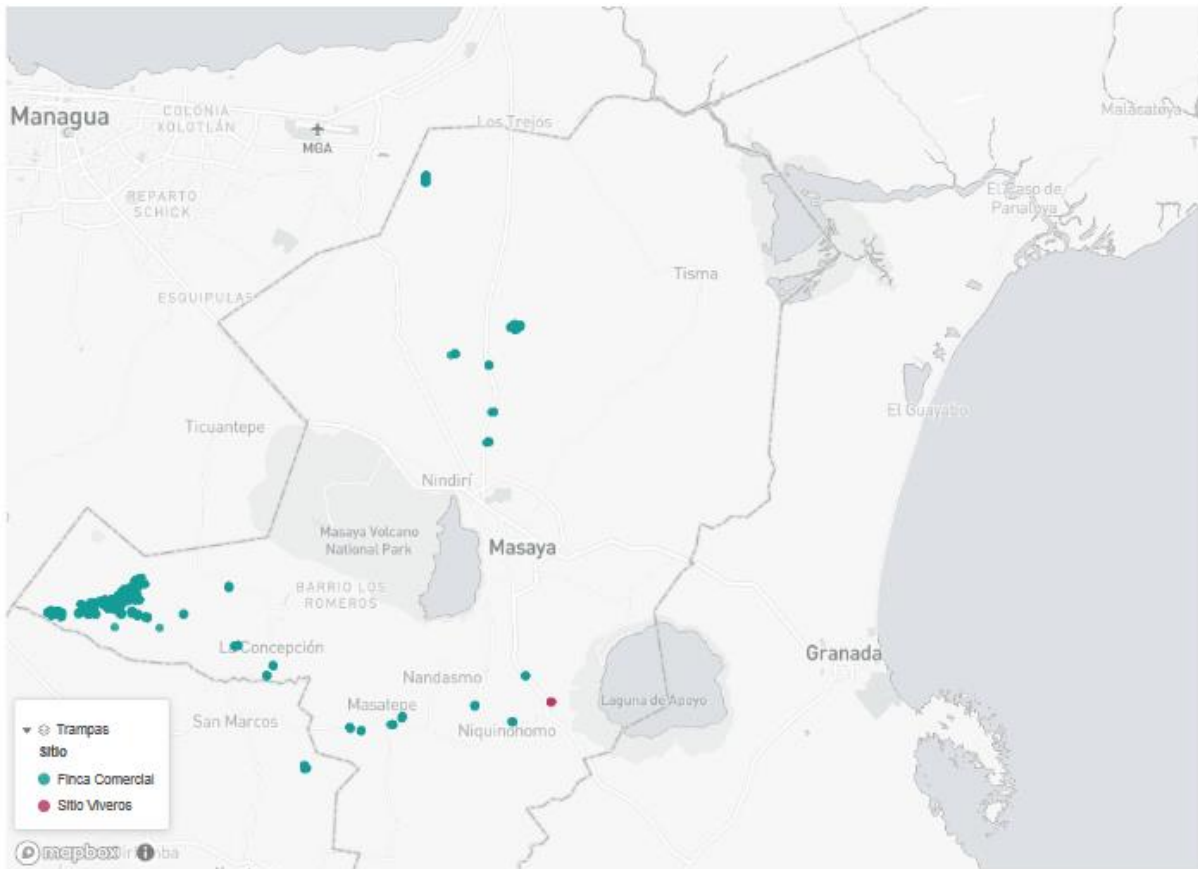 Managua
COLONIA
XOLOTLÁN
MGA
Los Trejos
Malacatoya
REPARTO
SCHICK
El Paso de
Panaloya
Tisma
ESQUIPULAS
El Guayabo
Ticuantepe
Nindirí
Masaya Volcano
National Park
Masaya
BARRIO LOS
ROMEROS
La Concepción
Granada
Nandasmo
Laguna de Apoyo
Masatepe
San Marcos
Niquinohomo
Trampas
Sitio
Finca Comercial
Sitio Viveros
mapbox